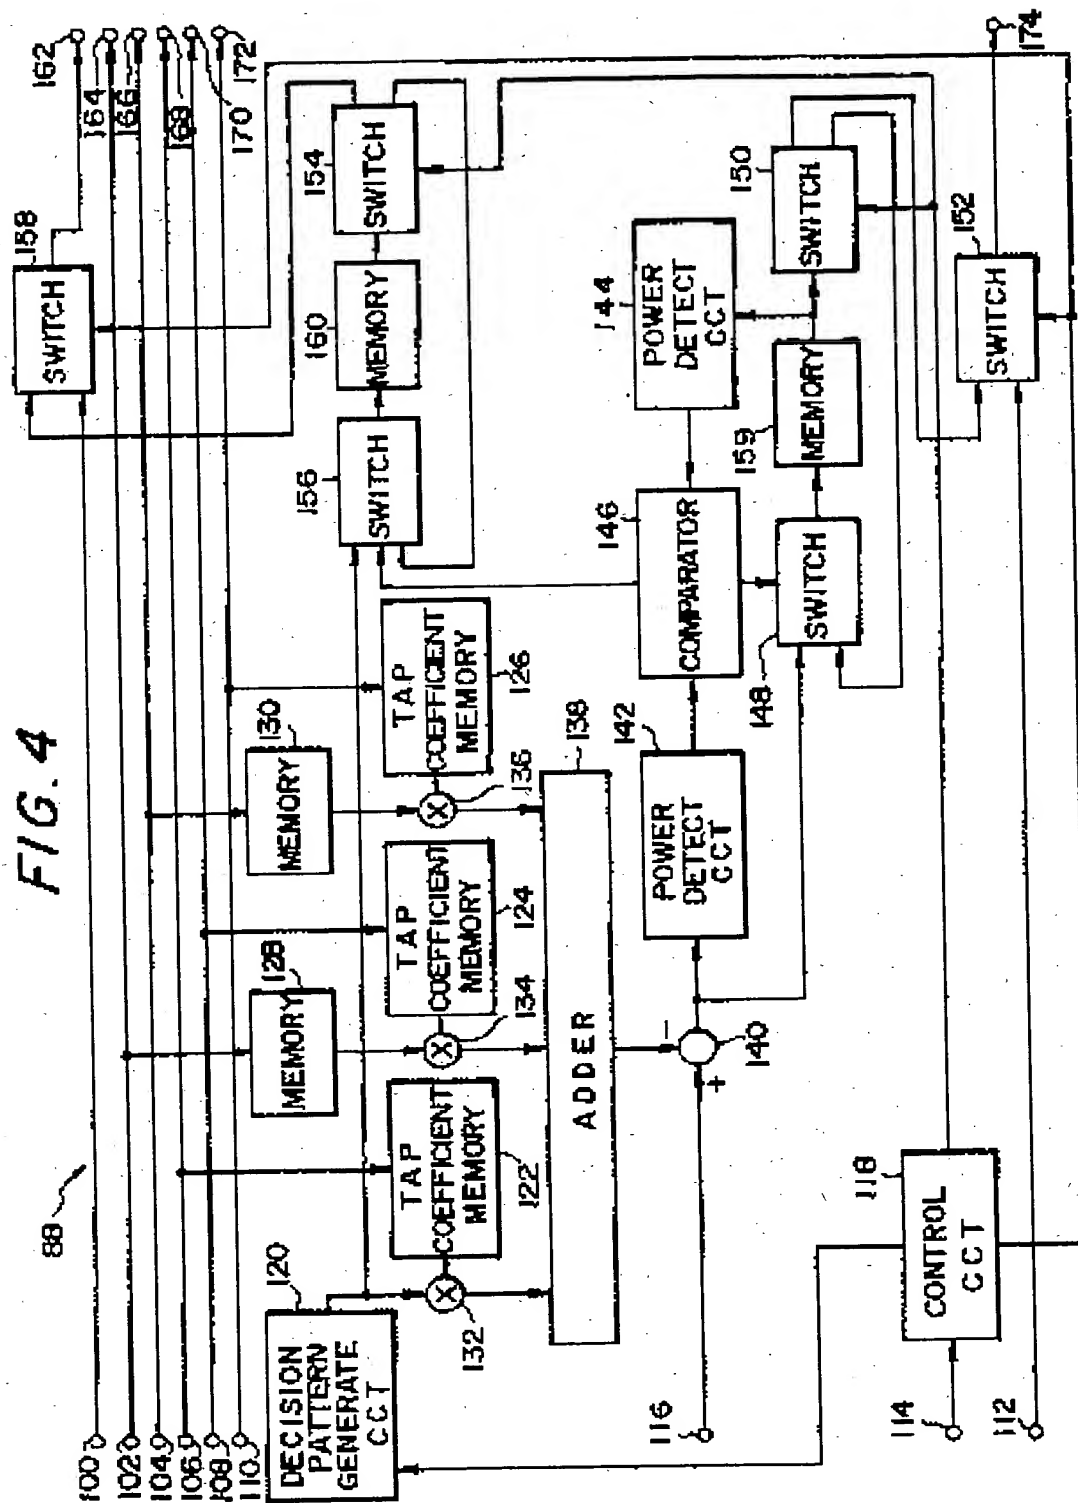 FIG. 4
88
100
102
104
106
108
110
158
SWITCH
162
164
166
168
170
172
120
DECISION
PATTERN
GENERATE
CCT
132
TAP
COEFFICIENT
MEMORY
122
128
MEMORY
134
TAP
COEFFICIENT
MEMORY
124
130
MEMORY
136
TAP
COEFFICIENT
MEMORY
126
156
SWITCH
160
MEMORY
154
SWITCH
ADDER
138
116
+
−
140
142
POWER
DETECT
CCT
146
COMPARATOR
144
POWER
DETECT
CCT
148
SWITCH
159
MEMORY
150
SWITCH
114
112
118
CONTROL
CCT
152
SWITCH
174
X
X
X